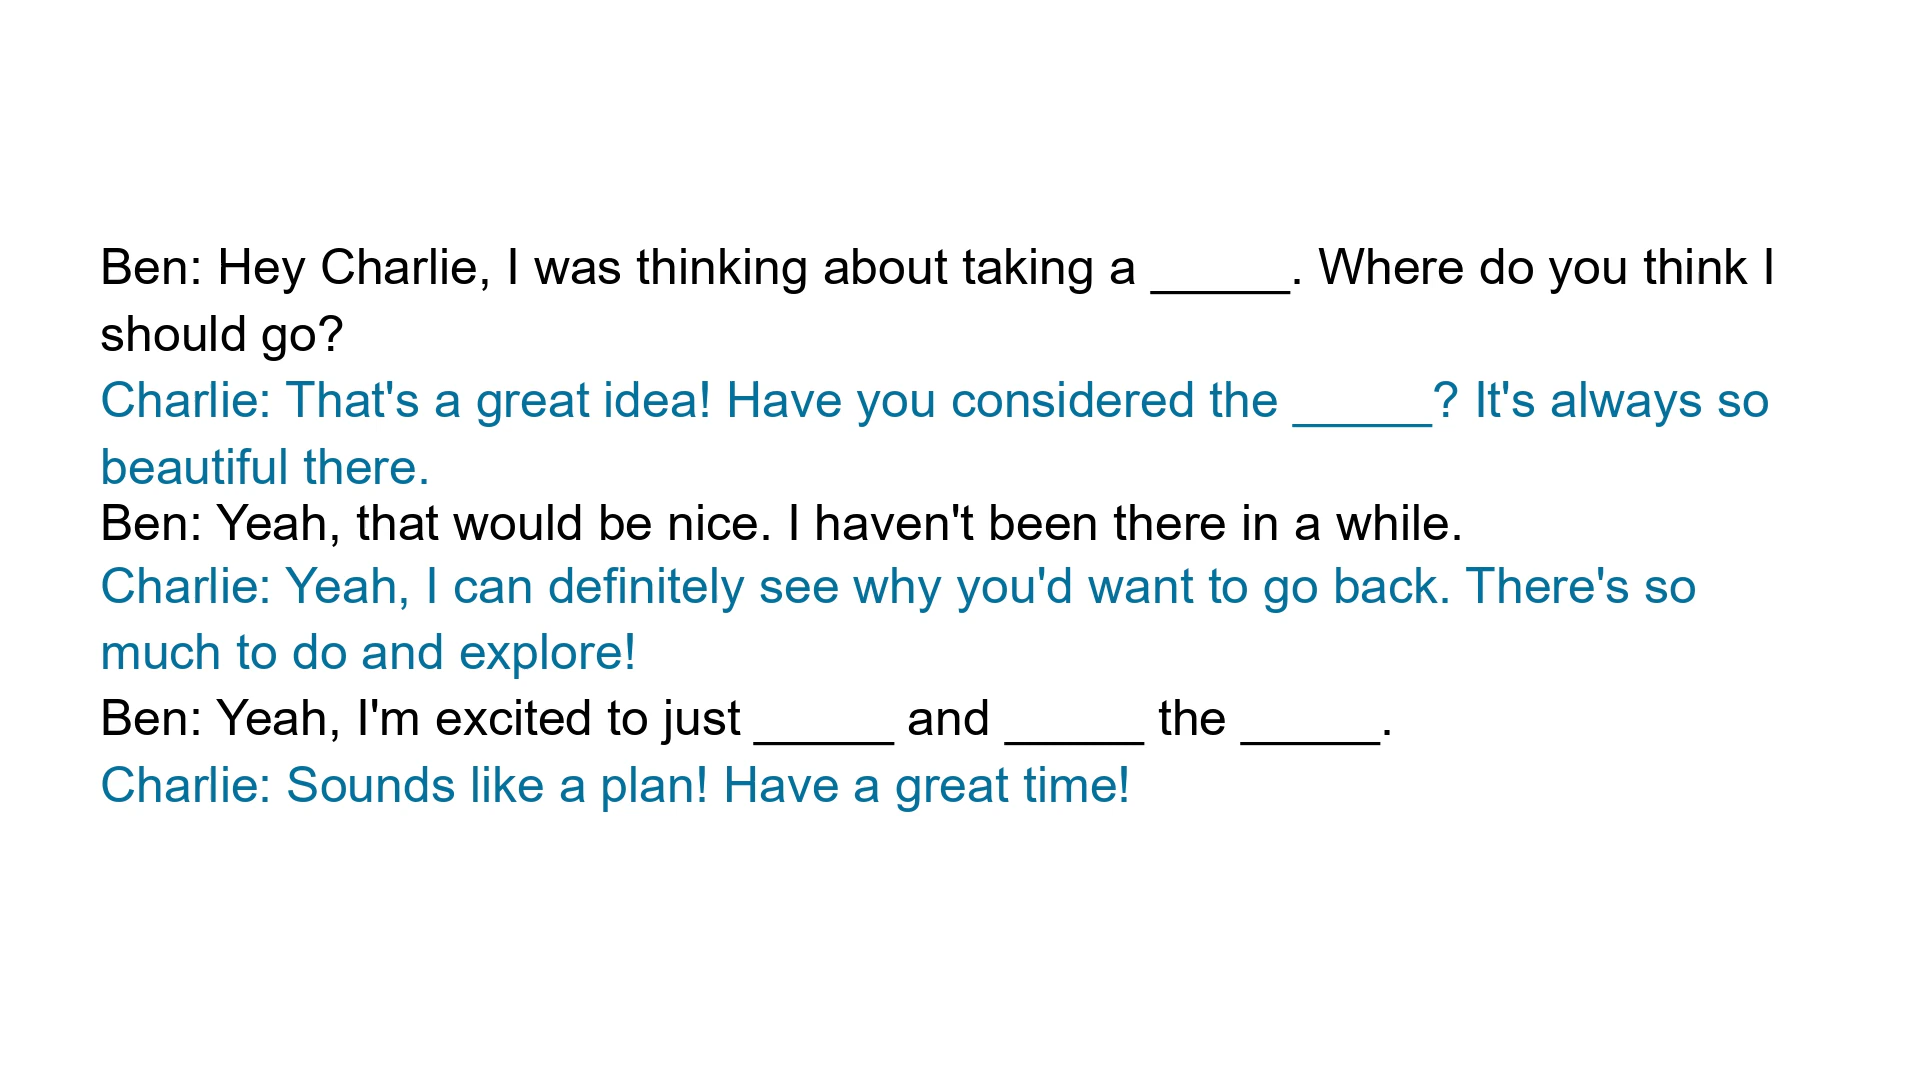 Ben: Hey Charlie, I was thinking about taking a _____. Where do you think I
should go?
Charlie: That's a great idea! Have you considered the _____? It's always so
beautiful there.
Ben: Yeah, that would be nice. I haven't been there in a while.
Charlie: Yeah, I can definitely see why you'd want to go back. There's so
much to do and explore!
Ben: Yeah, I'm excited to just _____ and _____ the _____.
Charlie: Sounds like a plan! Have a great time!